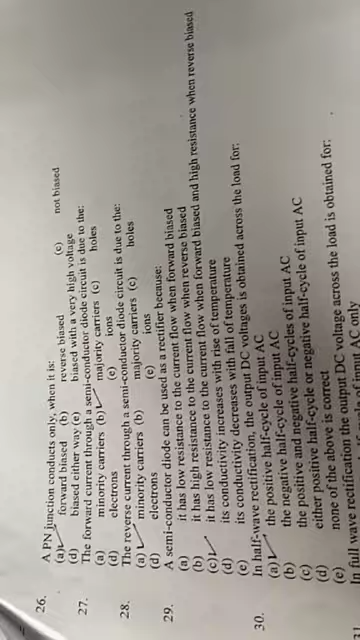 26. A PN junction conducts only, when it is:
(a) forward biased (b) reverse biased (c) not biased
(d) biased either way (e) biased with a very high voltage
27. The forward current through a semi-conductor diode circuit is due to the:
(a) minority carriers (b) majority carriers (c) holes
(d) electrons (e) ions
28. The reverse current through a semi-conductor diode circuit is due to the:
(a) minority carriers (b) majority carriers (c) holes
(d) electrons (e) ions
29. A semi-conductor diode can be used as a rectifier because:
(a) it has low resistance to the current flow when forward biased
(b) it has high resistance to the current flow when reverse biased
(c) it has low resistance to the current flow when forward biased and high resistance when reverse biased
(d) its conductivity increases with rise of temperature
(e) its conductivity decreases with fall of temperature
30. In half-wave rectification, the output DC voltages is obtained across the load for:
(a) the positive half-cycle of input AC
(b) the negative half-cycle of input AC
(c) the positive and negative half-cycles of input AC
(d) either positive half-cycle or negative half-cycle of input AC
(e) none of the above is correct
full wave rectification the output DC voltage across the load is obtained for:
of input AC only